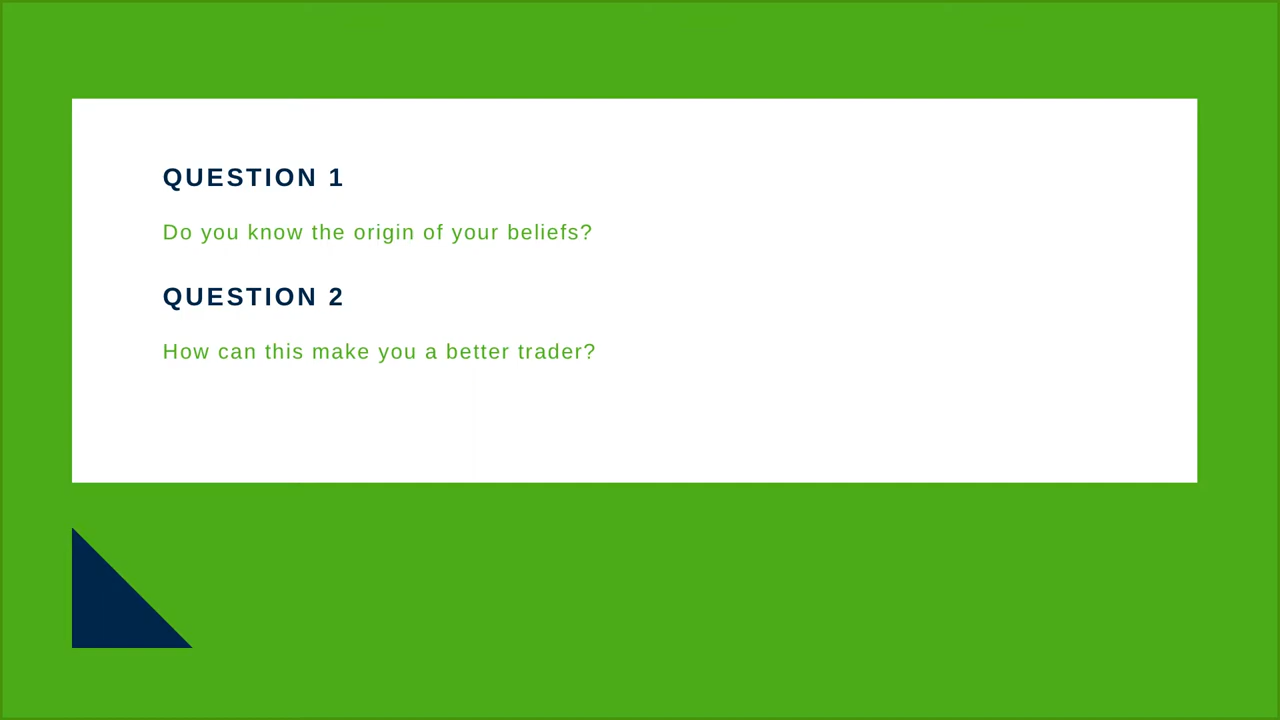 QUESTION 1
Do you know the origin of your beliefs?
QUESTION 2
How can this make you a better trader?